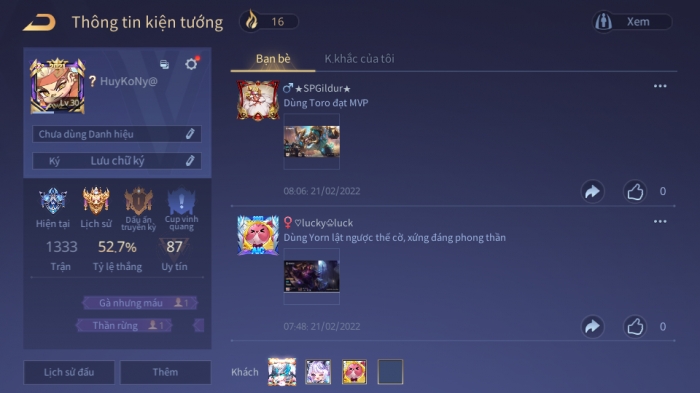 Thông tin kiện tướng
16
Xem
HuyKoNy@
Lv.30
Chưa dùng Danh hiệu
Ký Lưu chữ ký
Hiện tại
Lịch sử
Dấu ấn truyền kỳ
Cup vinh quang
1333
52.7%
87
Trận
Tỷ lệ thắng
Uy tín
Gà nhưng máu 1
Thần rừng 1
Lịch sử đấu
Thêm
Bạn bè
K.khắc của tôi
★SPGildur★
Dùng Toro đạt MVP
08:06: 21/02/2022
0
♡lucky♤luck
Dùng Yorn lật ngược thế cờ, xứng đáng phong thần
07:48: 21/02/2022
0
Khách